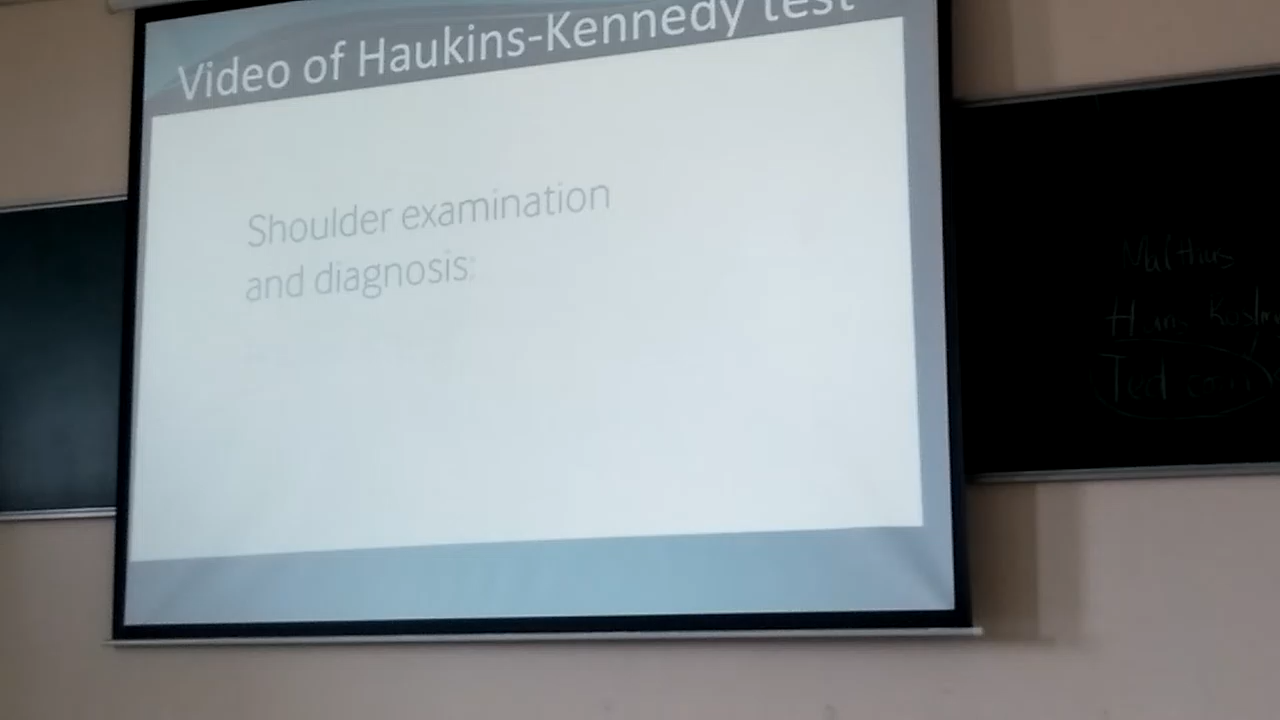 Video of Haukins-Kennedy test
Shoulder examination
and diagnosis: